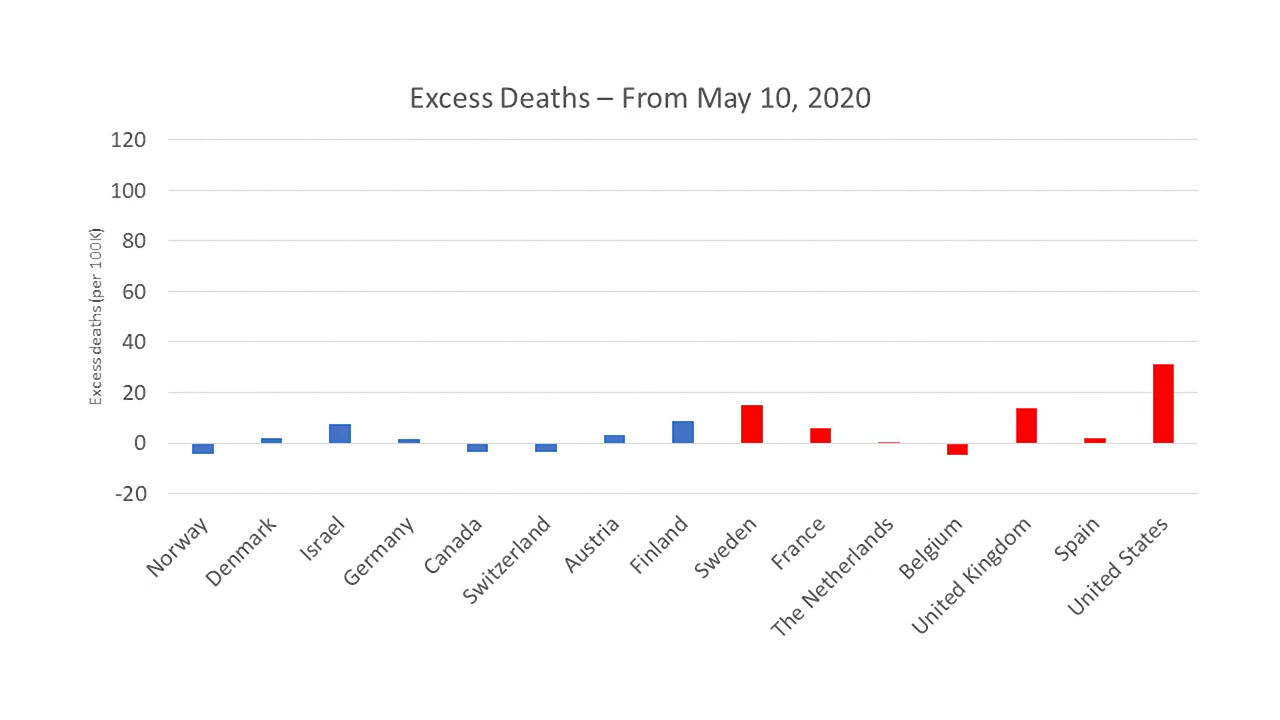 Excess Deaths – From May 10, 2020
Excess deaths (per 100K)
120
100
80
60
40
20
0
-20
Norway
Denmark
Israel
Germany
Canada
Switzerland
Austria
Finland
Sweden
France
The Netherlands
Belgium
United Kingdom
Spain
United States